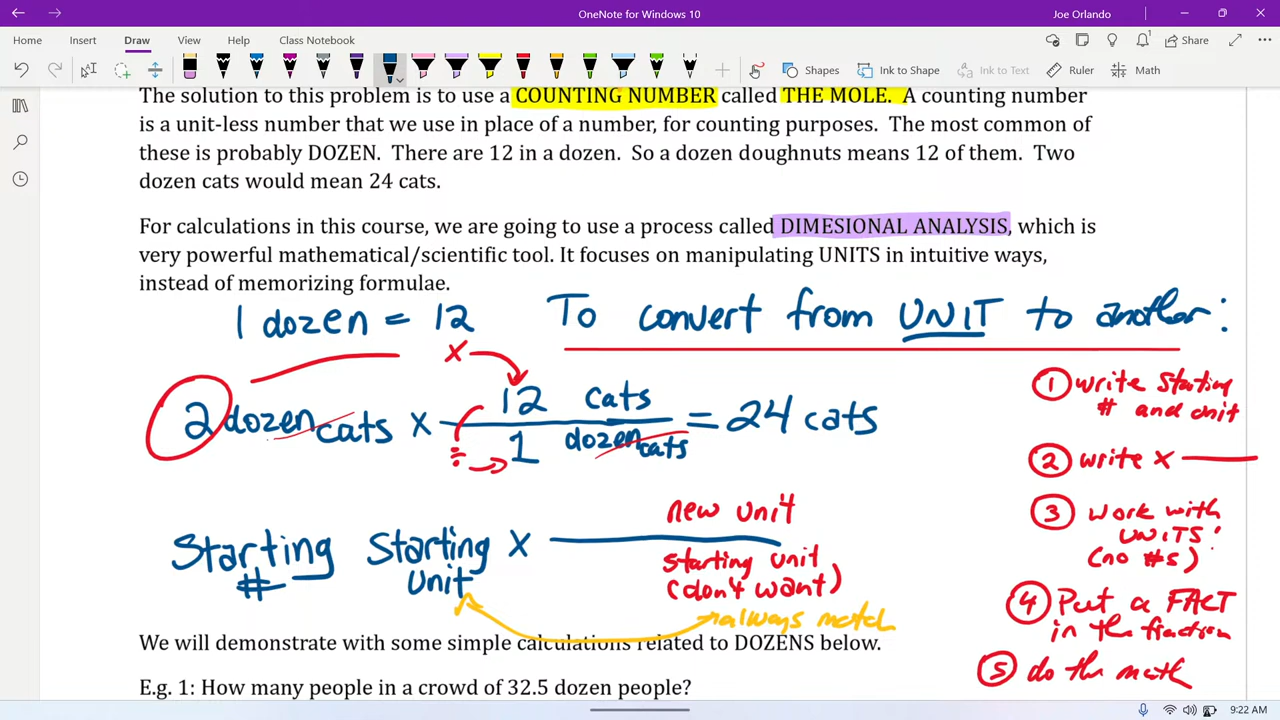 OneNote for Windows 10
Joe Orlando
Home Insert Draw View Help Class Notebook
Share
Shapes Ink to Shape Ink to Text Ruler Math
The solution to this problem is to use a COUNTING NUMBER called THE MOLE. A counting number
is a unit-less number that we use in place of a number, for counting purposes. The most common of
these is probably DOZEN. There are 12 in a dozen. So a dozen doughnuts means 12 of them. Two
dozen cats would mean 24 cats.
For calculations in this course, we are going to use a process called DIMESIONAL ANALYSIS, which is
very powerful mathematical/scientific tool. It focuses on manipulating UNITS in intuitive ways,
instead of memorizing formulae.
1 dozen = 12
To convert from UNIT to another:
x
12 cats
2 dozen cats x = 24 cats
÷ 1 dozen cats
new unit
Starting # Starting Unit x
starting unit
(don't want)
always match
① write starting
# and unit
② write x
③ work with
UNITS!
(no #s)
④ Put a FACT
in the fraction
⑤ do the math
We will demonstrate with some simple calculations related to DOZENS below.
E.g. 1: How many people in a crowd of 32.5 dozen people?
9:22 AM